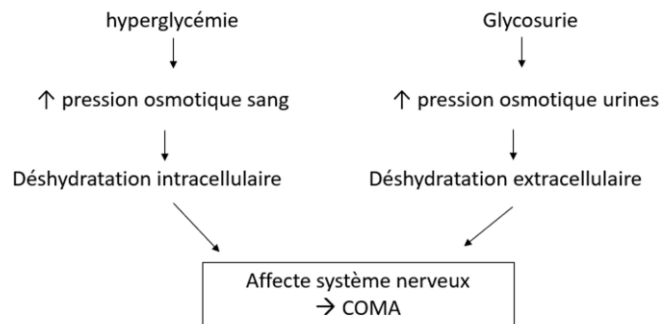 hyperglycémie
Glycosurie
↑ pression osmotique sang
↑ pression osmotique urines
Déshydratation intracellulaire
Déshydratation extracellulaire
Affecte système nerveux
→ COMA